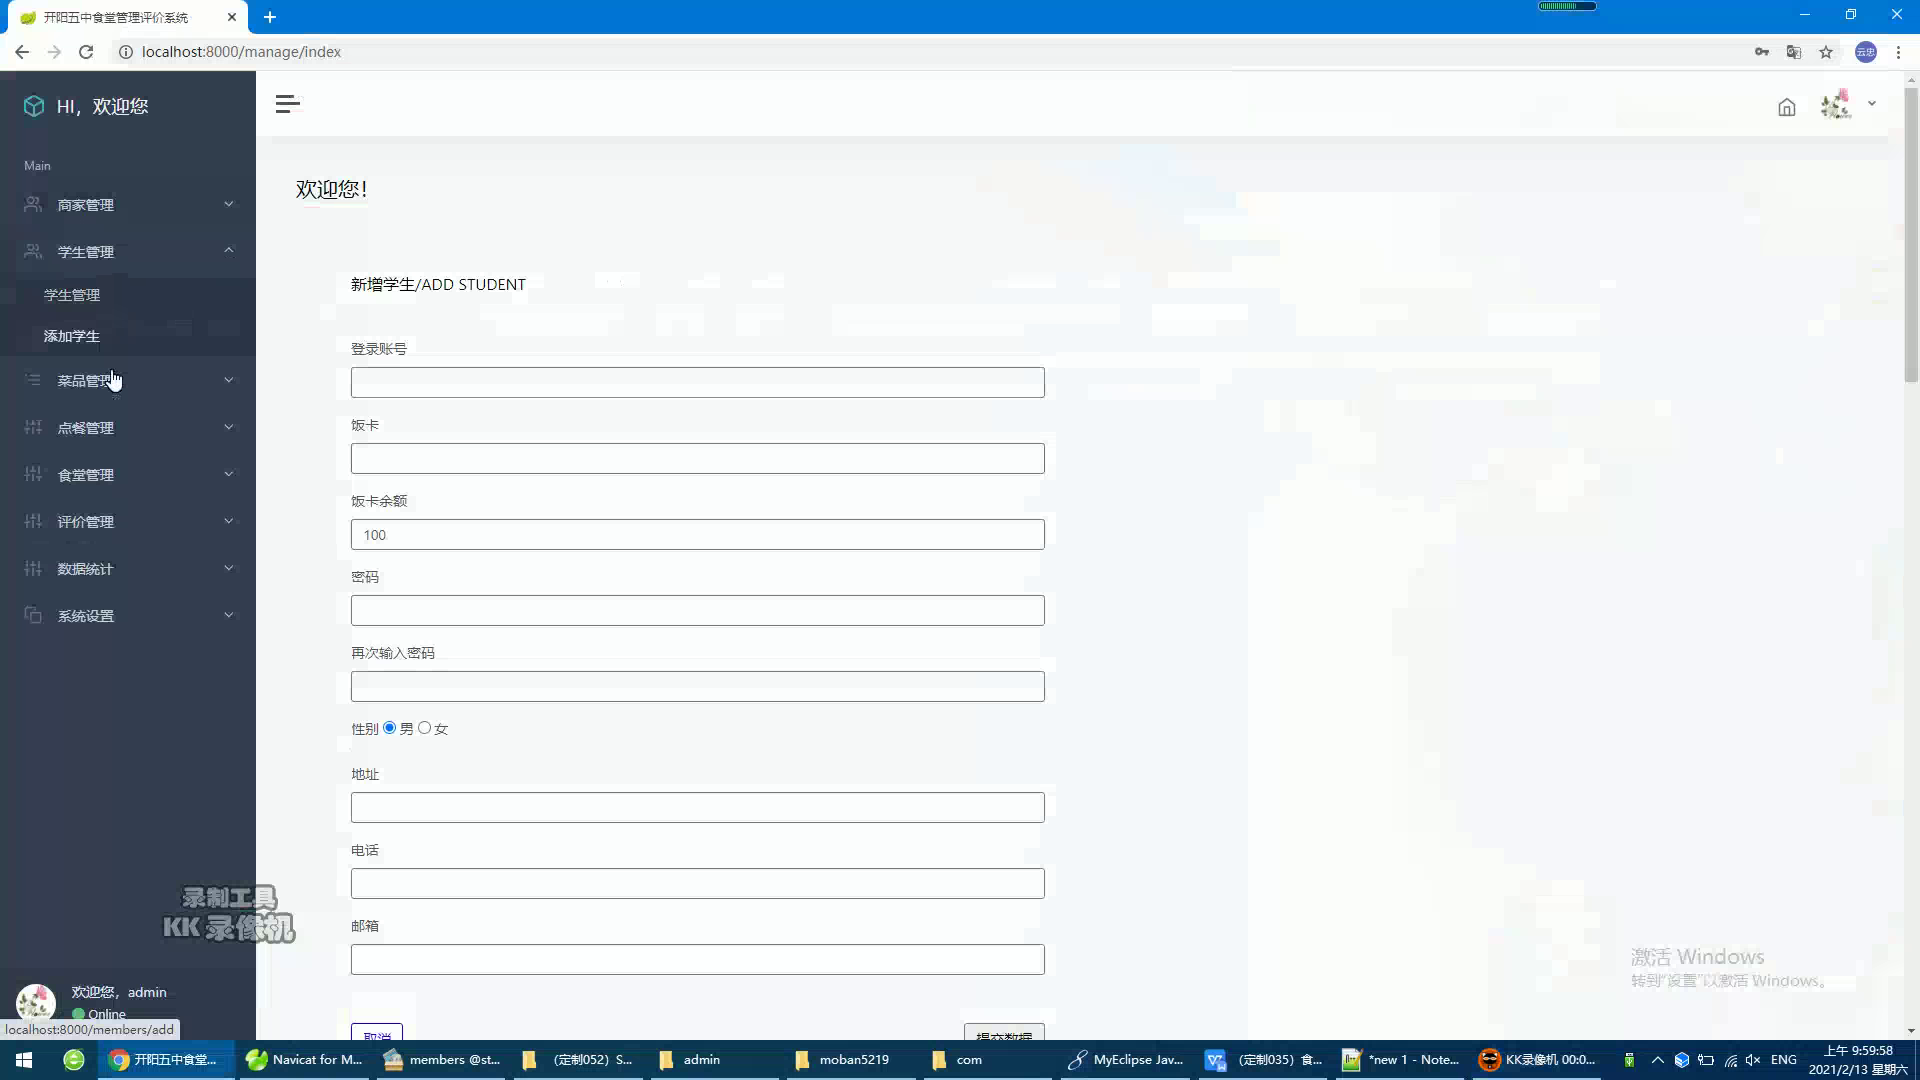 开阳五中食堂管理评价系统
localhost:8000/manage/index
云忠
HI，欢迎您
Main
商家管理
学生管理
学生管理
添加学生
菜品管理
点餐管理
食堂管理
评价管理
数据统计
系统设置
欢迎您！
新增学生/ADD STUDENT
登录账号
饭卡
饭卡余额
100
密码
再次输入密码
性别 男 女
地址
电话
邮箱
取消
提交数据
录制工具
KK 录像机
激活 Windows
转到"设置"以激活 Windows。
欢迎您，admin
Online
localhost:8000/members/add
开阳五中食堂...
Navicat for M...
members @st...
（定制052）S...
admin
moban5219
com
MyEclipse Jav...
（定制035）食...
*new 1 - Note...
KK录像机 00:0...
ENG
上午 9:59:58
2021/2/13 星期六